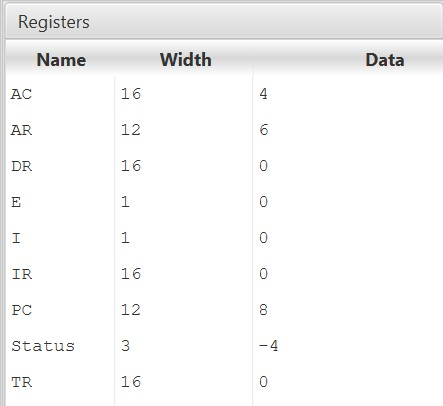 Registers
Name Width Data
AC 16 4
AR 12 6
DR 16 0
E 1 0
I 1 0
IR 16 0
PC 12 8
Status 3 -4
TR 16 0